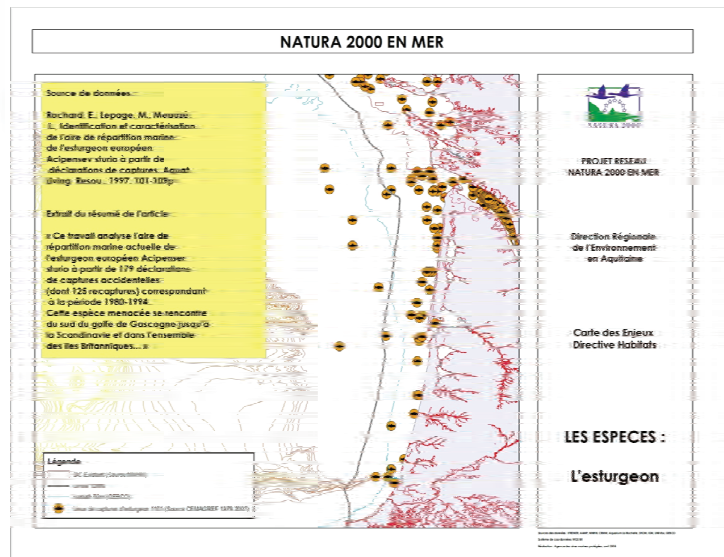 NATURA 2000 EN MER
Source de données :
Rochard, E., Lepage, M., Meauzé,
L., Identification et caractérisation
de l'aire de répartition marine
de l'esturgeon européen
Acipenser sturio à partir de
déclarations de captures. Aquat
Living. Resou., 1997. 101-109p
Extrait du résumé de l'article
« Ce travail analyse l'aire de
répartition marine actuelle de
l'esturgeon européen Acipenser
sturio à partir de 179 déclarations
de captures accidentelles
(dont 125 recaptures) correspondant
à la période 1980-1994.
Cette espèce menacée se rencontre
du sud du golfe de Gascogne jusqu'à
la Scandinavie et dans l'ensemble
des îles Britanniques... »
Légende
NATURA 2000
PROJET RESEAU
NATURA 2000 EN MER
Direction Régionale
de l'Environnement
en Aquitaine
Carte des Enjeux
Directive Habitats
LES ESPECES :
L'esturgeon